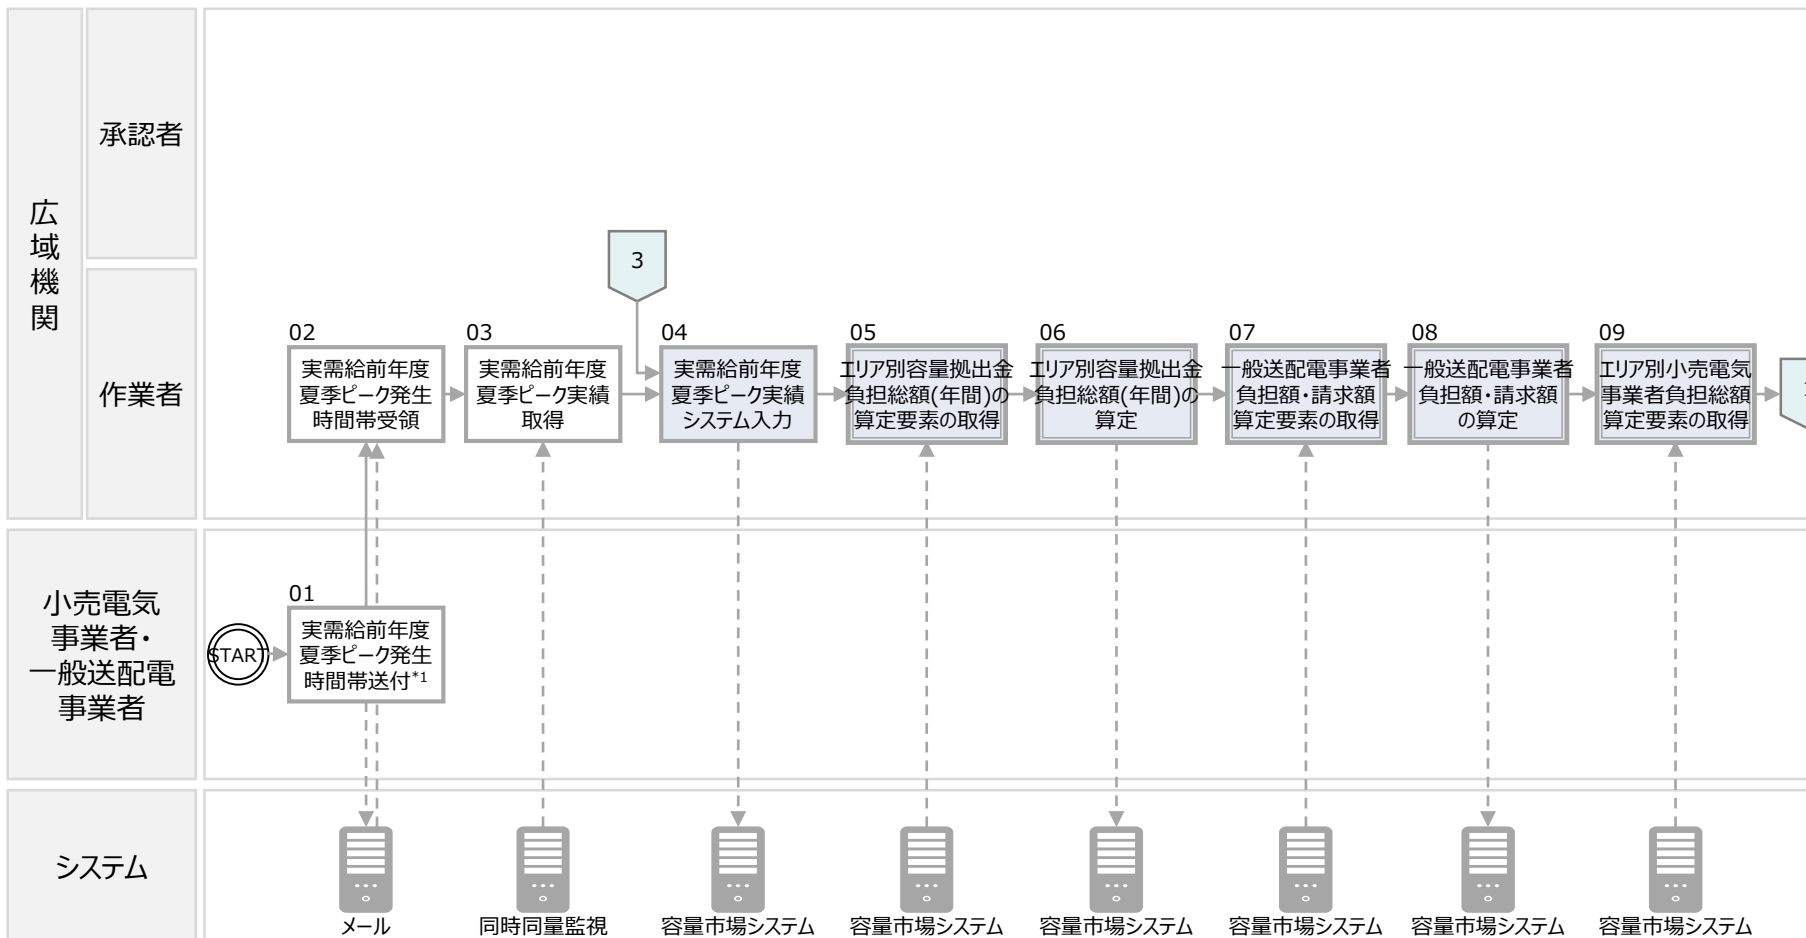 広
域
機
関
承認者
作業者
3
02
実需給前年度
夏季ピーク発生
時間帯受領
03
実需給前年度
夏季ピーク実績
取得
04
実需給前年度
夏季ピーク実績
システム入力
05
エリア別容量拠出金
負担総額(年間)の
算定要素の取得
06
エリア別容量拠出金
負担総額(年間)の
算定
07
一般送配電事業者
負担額・請求額
算定要素の取得
08
一般送配電事業者
負担額・請求額
の算定
09
エリア別小売電気
事業者負担総額
算定要素の取得
小売電気
事業者・
一般送配電
事業者
START
01
実需給前年度
夏季ピーク発生
時間帯送付*1
システム
メール
同時同量監視
容量市場システム
容量市場システム
容量市場システム
容量市場システム
容量市場システム
容量市場システム